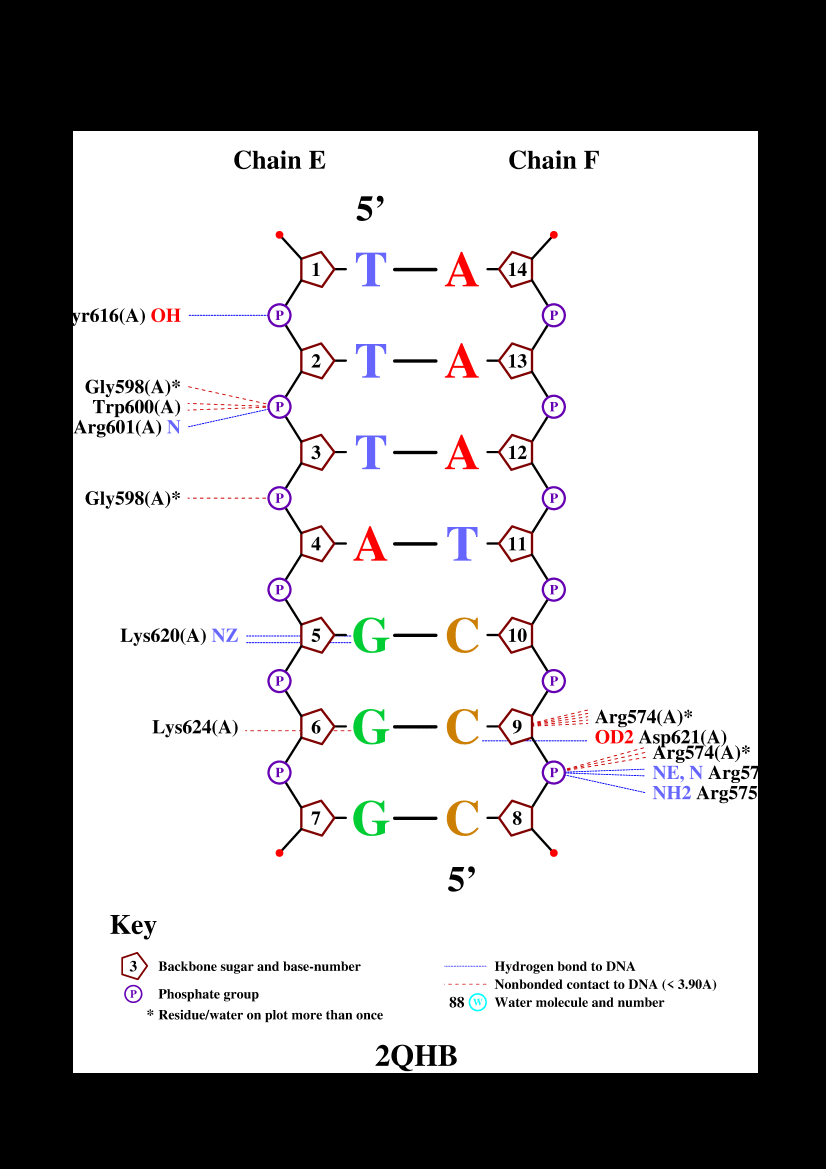 Chain E Chain F
5’
1 T A 14
P P
yr616(A) OH
2 T A 13
Gly598(A)*
Trp600(A) P P
Arg601(A) N
3 T A 12
Gly598(A)* P P
4 A T 11
P P
Lys620(A) NZ 5 G C 10
P P
Lys624(A) 6 G C 9 Arg574(A)*
OD2 Asp621(A)
Arg574(A)*
P P NE, N Arg57
NH2 Arg575
7 G C 8
5’
Key
3 Backbone sugar and base-number
P Phosphate group
* Residue/water on plot more than once
Hydrogen bond to DNA
Nonbonded contact to DNA (< 3.90A)
88 W Water molecule and number
2QHB